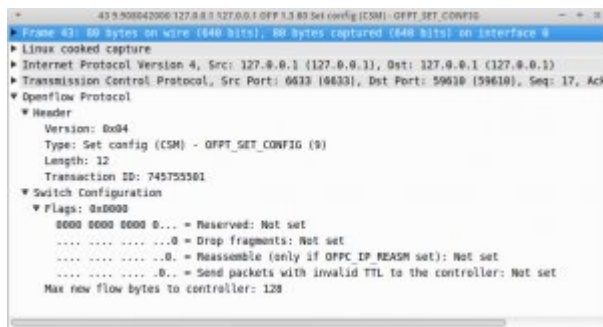 43 9.908042000 127.0.0.1 127.0.0.1 OFP 1.3 80 Set config (CSM) - OFPT_SET_CONFIG
Frame 43: 80 bytes on wire (640 bits), 80 bytes captured (640 bits) on interface 0
Linux cooked capture
Internet Protocol Version 4, Src: 127.0.0.1 (127.0.0.1), Dst: 127.0.0.1 (127.0.0.1)
Transmission Control Protocol, Src Port: 6633 (6633), Dst Port: 59610 (59610), Seq: 17, Ack
Openflow Protocol
Header
Version: 0x04
Type: Set config (CSM) - OFPT_SET_CONFIG (9)
Length: 12
Transaction ID: 745755501
Switch Configuration
Flags: 0x0000
0000 0000 0000 0... = Reserved: Not set
.... .... .... ...0 = Drop fragments: Not set
.... .... .... ..0. = Reassemble (only if OFPC_IP_REASM set): Not set
.... .... .... .0.. = Send packets with invalid TTL to the controller: Not set
Max new flow bytes to controller: 128